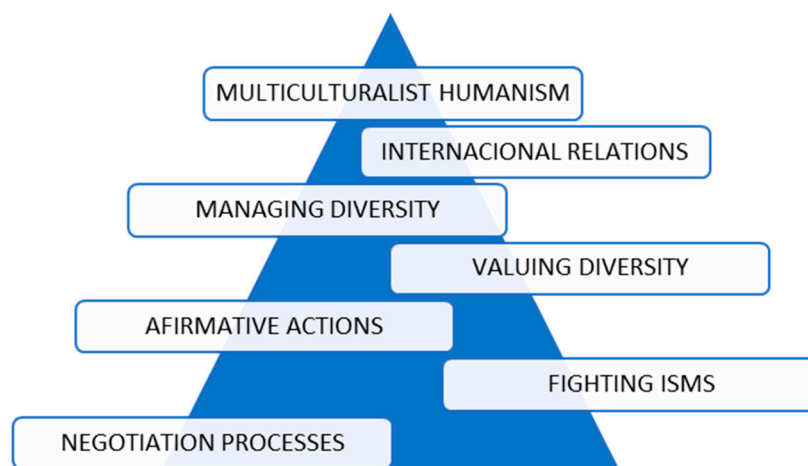 MULTICULTURALIST HUMANISM
INTERNACIONAL RELATIONS
MANAGING DIVERSITY
VALUING DIVERSITY
AFIRMATIVE ACTIONS
FIGHTING ISMS
NEGOTIATION PROCESSES